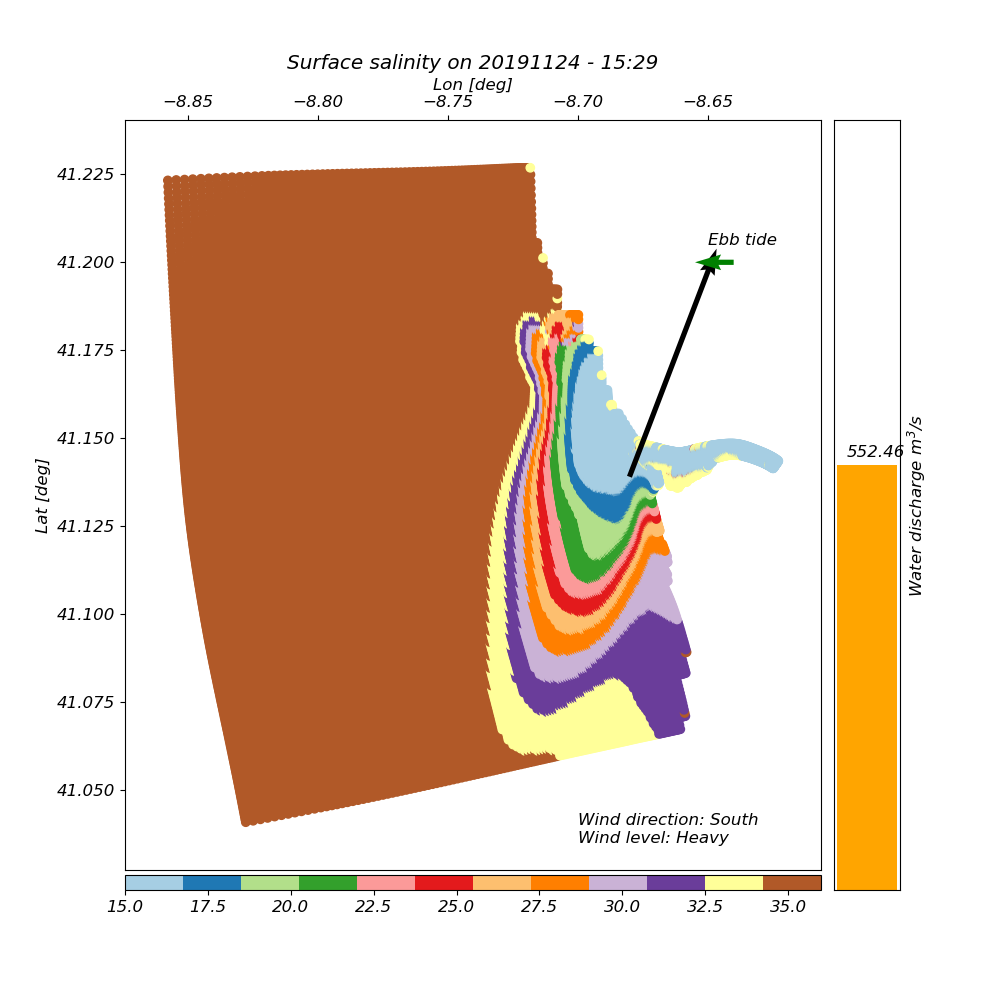 Surface salinity on 20191124 - 15:29
Lon [deg]
−8.85 −8.80 −8.75 −8.70 −8.65
41.225
41.200
41.175
41.150
41.125
41.100
41.075
41.050
Lat [deg]
Ebb tide
552.46
Water discharge m³/s
Wind direction: South
Wind level: Heavy
15.0 17.5 20.0 22.5 25.0 27.5 30.0 32.5 35.0